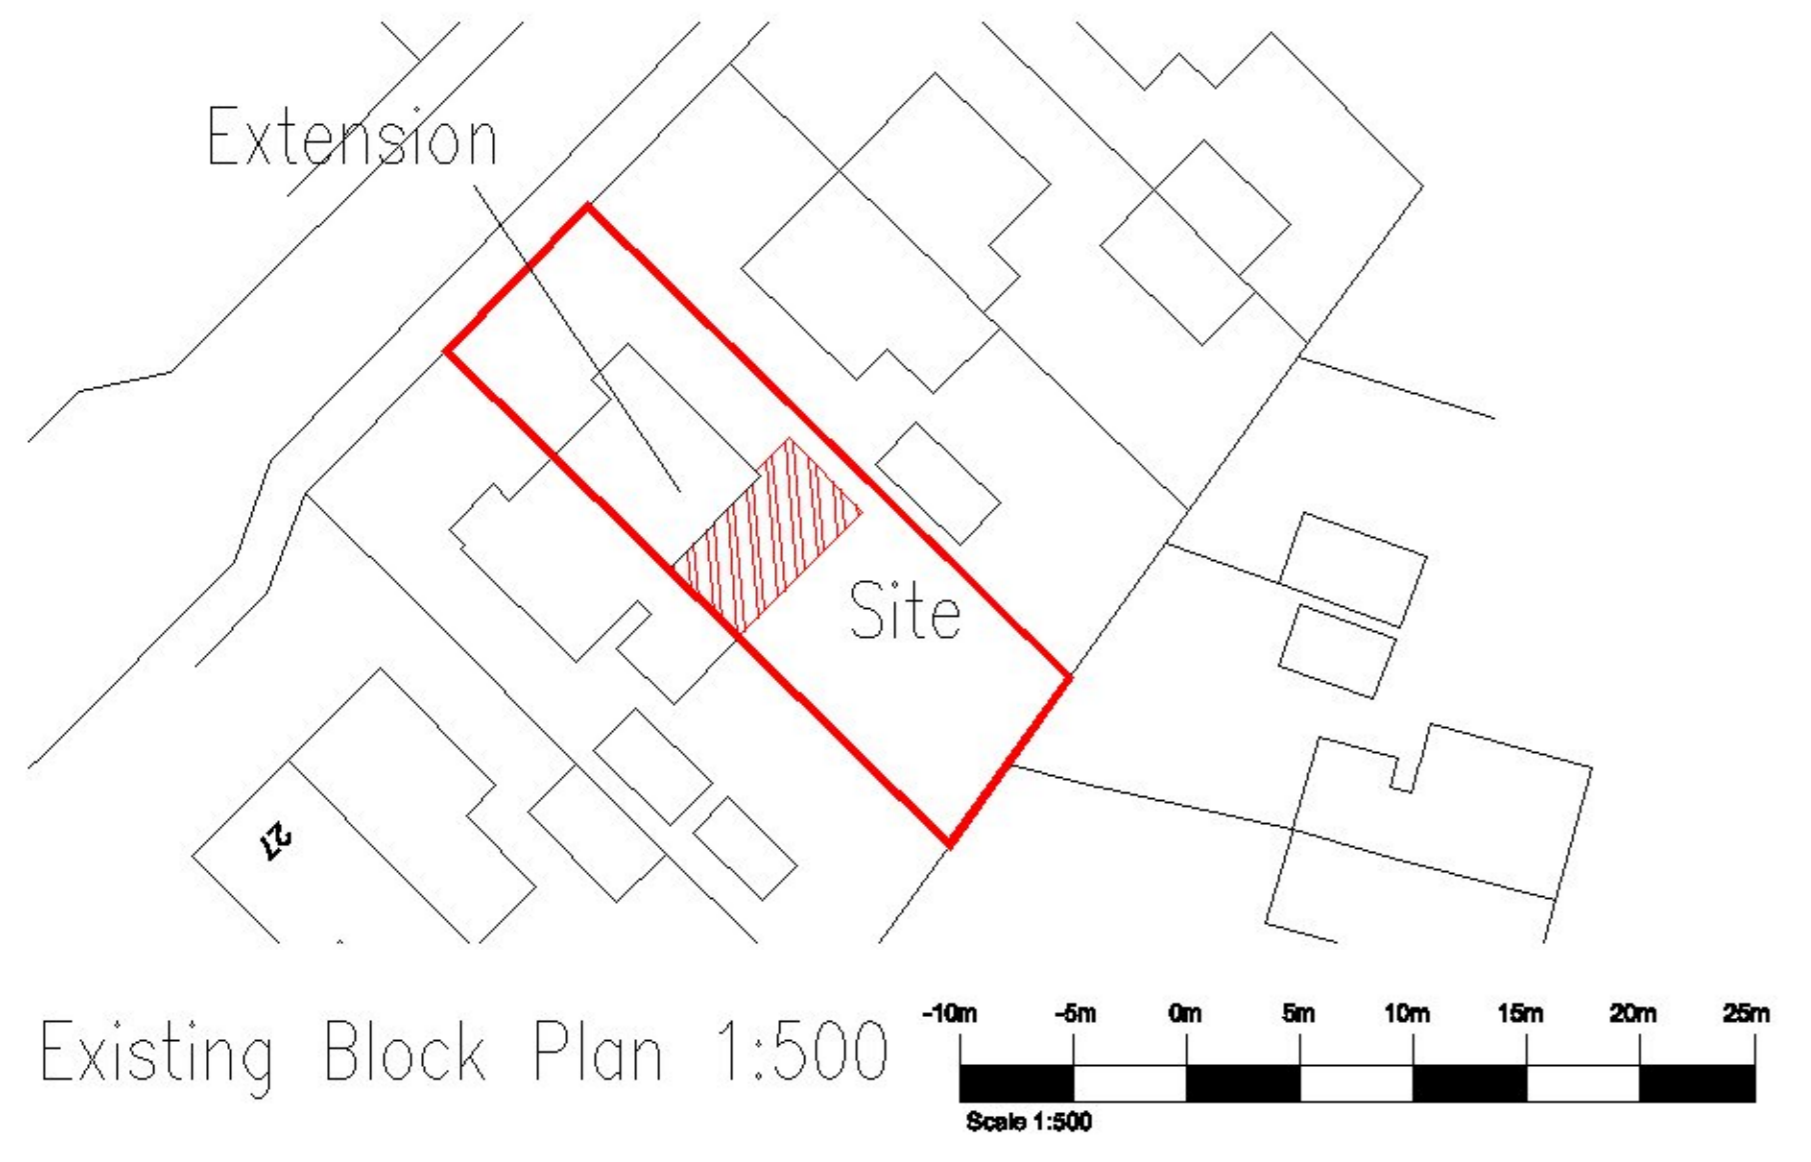 Extension
Site
27
Existing Block Plan 1:500
-10m -5m 0m 5m 10m 15m 20m 25m
Scale 1:500